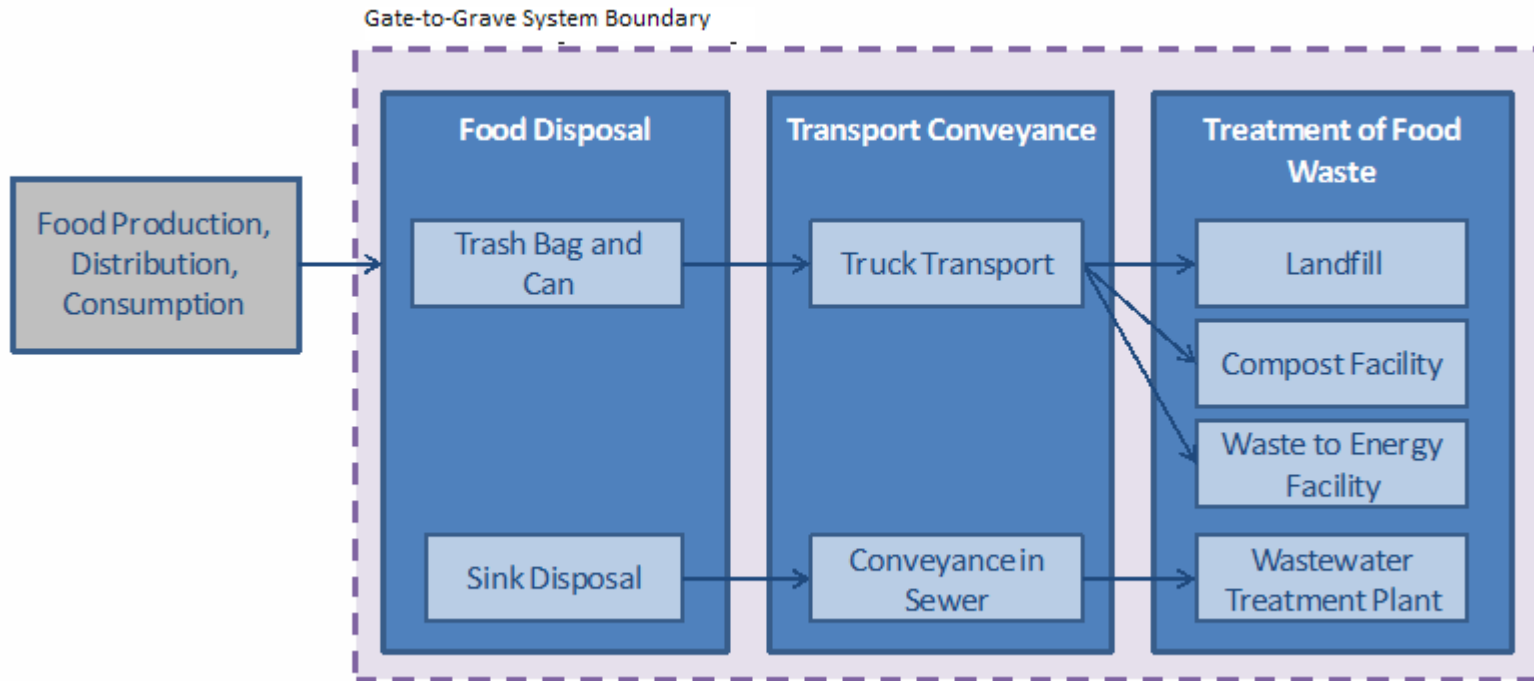 Gate-to-Grave System Boundary
Food Production,
Distribution,
Consumption
Food Disposal
Trash Bag and
Can
Sink Disposal
Transport Conveyance
Truck Transport
Conveyance in
Sewer
Treatment of Food
Waste
Landfill
Compost Facility
Waste to Energy
Facility
Wastewater
Treatment Plant